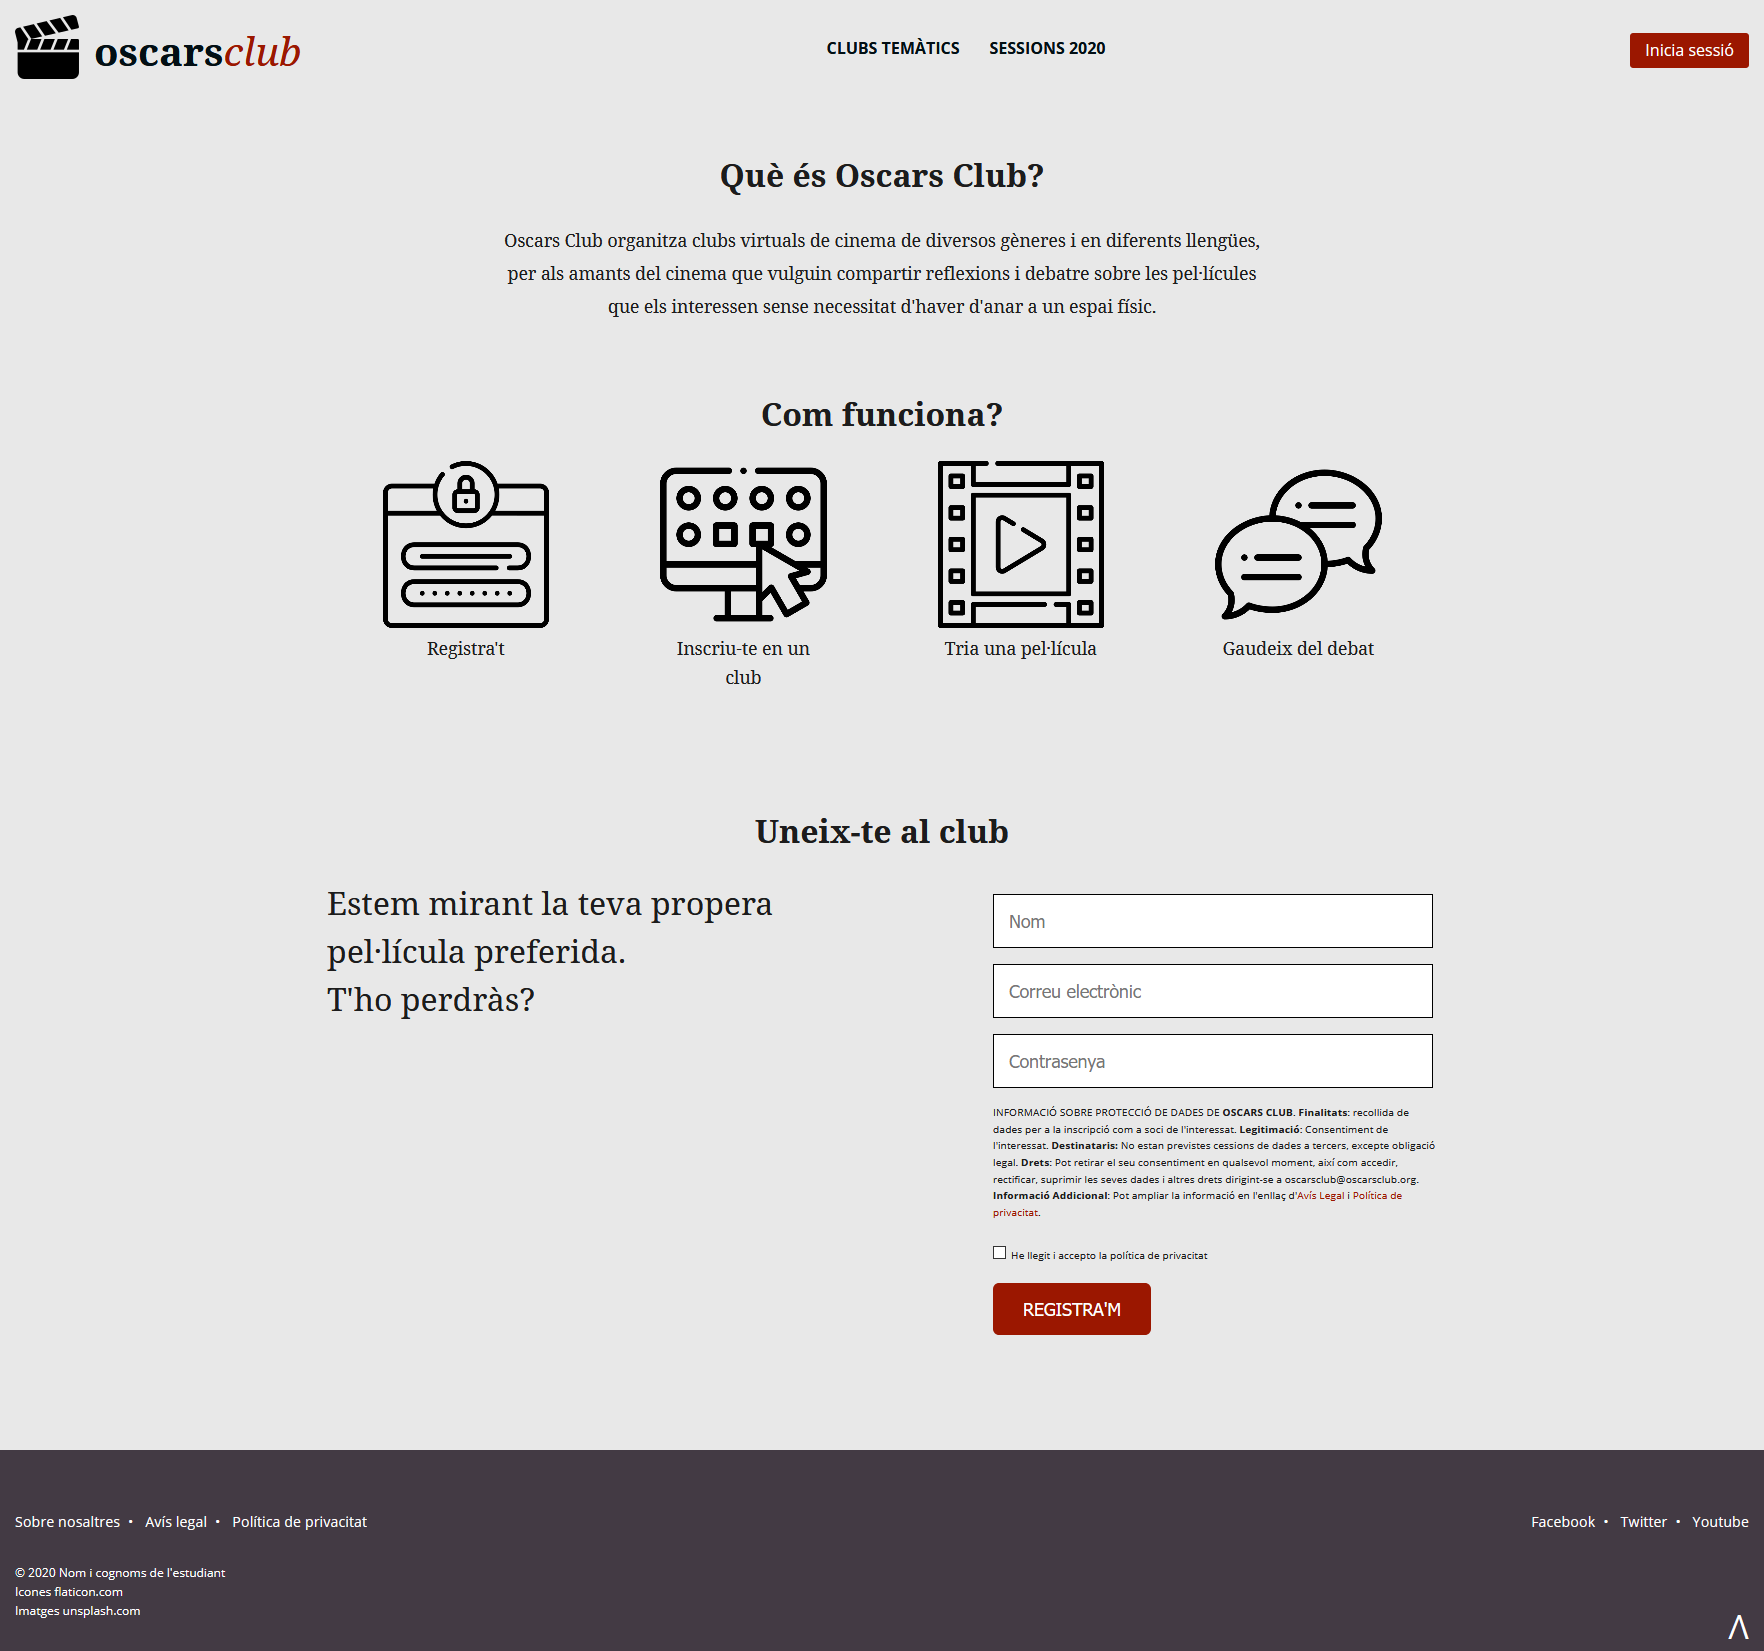 oscarsclub
CLUBS TEMÀTICS
SESSIONS 2020
Inicia sessió
Què és Oscars Club?
Oscars Club organitza clubs virtuals de cinema de diversos gèneres i en diferents llengües,
per als amants del cinema que vulguin compartir reflexions i debatre sobre les pel·lícules
que els interessen sense necessitat d'haver d'anar a un espai físic.
Com funciona?
Registra't
Inscriu-te en un
club
Tria una pel·lícula
Gaudeix del debat
Uneix-te al club
Estem mirant la teva propera
pel·lícula preferida.
T'ho perdràs?
Nom
Correu electrònic
Contrasenya
INFORMACIÓ SOBRE PROTECCIÓ DE DADES DE OSCARS CLUB. Finalitats: recollida de
dades per a la inscripció com a soci de l'interessat. Legitimació: Consentiment de
l'interessat. Destinataris: No estan previstes cessions de dades a tercers, excepte obligació
legal. Drets: Pot retirar el seu consentiment en qualsevol moment, així com accedir,
rectificar, suprimir les seves dades i altres drets dirigint-se a oscarsclub@oscarsclub.org.
Informació Addicional: Pot ampliar la informació en l'enllaç d'Avís Legal i Política de
privacitat.
He llegit i accepto la política de privacitat
REGISTRA'M
Sobre nosaltres • Avís legal • Política de privacitat
Facebook • Twitter • Youtube
© 2020 Nom i cognoms de l'estudiant
Icones flaticon.com
Imatges unsplash.com